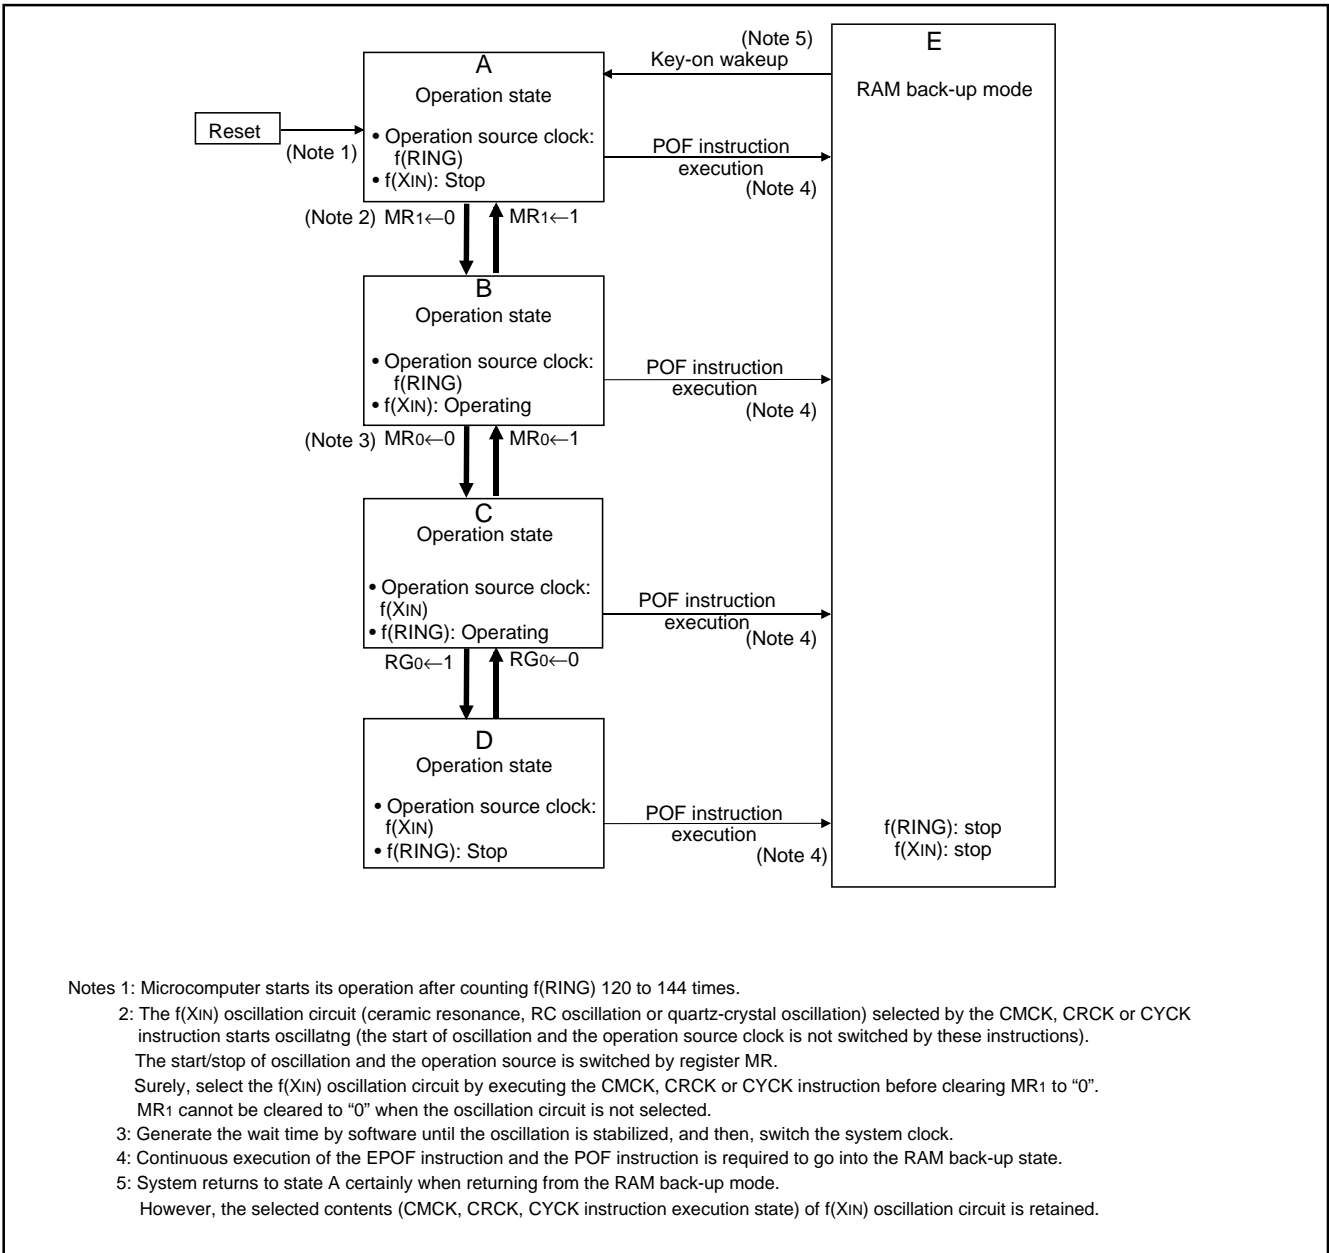 (Note 5)
Key-on wakeup
E
RAM back-up mode
A
Operation state
• Operation source clock:
f(RING)
• f(XIN): Stop
Reset
(Note 1)
POF instruction
execution
(Note 4)
(Note 2) MR1←0
MR1←1
B
Operation state
• Operation source clock:
f(RING)
• f(XIN): Operating
POF instruction
execution
(Note 4)
(Note 3) MR0←0
MR0←1
C
Operation state
• Operation source clock:
f(XIN)
• f(RING): Operating
POF instruction
execution
(Note 4)
RG0←1
RG0←0
D
Operation state
• Operation source clock:
f(XIN)
• f(RING): Stop
POF instruction
execution
(Note 4)
f(RING): stop
f(XIN): stop
Notes 1: Microcomputer starts its operation after counting f(RING) 120 to 144 times.
2: The f(XIN) oscillation circuit (ceramic resonance, RC oscillation or quartz-crystal oscillation) selected by the CMCK, CRCK or CYCK
instruction starts oscillatng (the start of oscillation and the operation source clock is not switched by these instructions).
The start/stop of oscillation and the operation source is switched by register MR.
Surely, select the f(XIN) oscillation circuit by executing the CMCK, CRCK or CYCK instruction before clearing MR1 to “0”.
MR1 cannot be cleared to “0” when the oscillation circuit is not selected.
3: Generate the wait time by software until the oscillation is stabilized, and then, switch the system clock.
4: Continuous execution of the EPOF instruction and the POF instruction is required to go into the RAM back-up state.
5: System returns to state A certainly when returning from the RAM back-up mode.
However, the selected contents (CMCK, CRCK, CYCK instruction execution state) of f(XIN) oscillation circuit is retained.